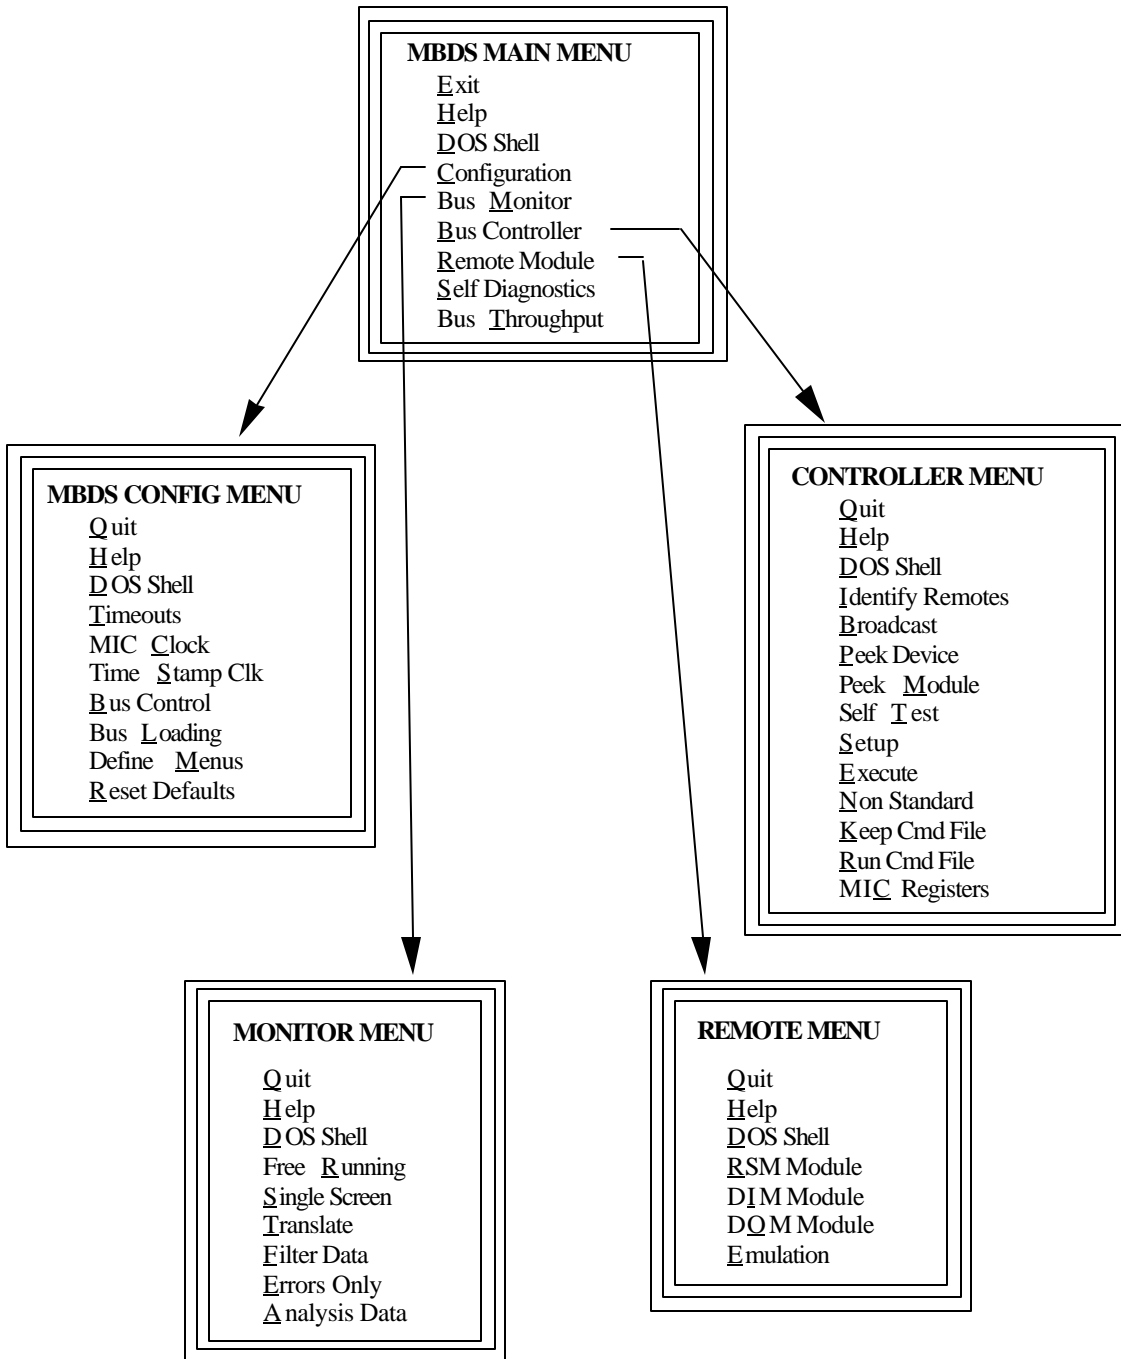 MBDS MAIN MENU
Exit
Help
DOS Shell
Configuration
Bus Monitor
Bus Controller
Remote Module
Self Diagnostics
Bus Throughput
MBDS CONFIG MENU
Quit
Help
DOS Shell
Timeouts
MIC Clock
Time Stamp Clk
Bus Control
Bus Loading
Define Menus
Reset Defaults
CONTROLLER MENU
Quit
Help
DOS Shell
Identify Remotes
Broadcast
Peek Device
Peek Module
Self Test
Setup
Execute
Non Standard
Keep Cmd File
Run Cmd File
MIC Registers
MONITOR MENU
Quit
Help
DOS Shell
Free Running
Single Screen
Translate
Filter Data
Errors Only
Analysis Data
REMOTE MENU
Quit
Help
DOS Shell
RSM Module
DIM Module
DOM Module
Emulation